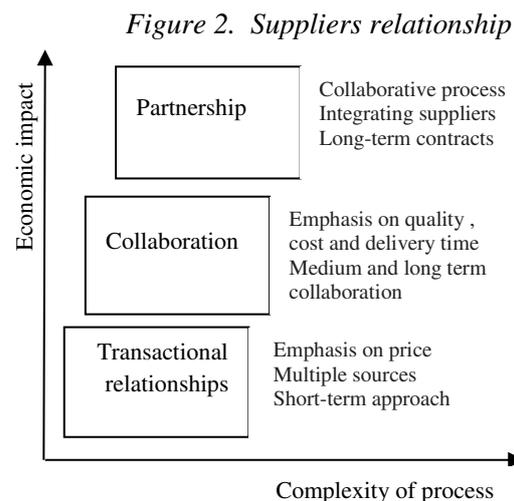 Figure 2. Suppliers relationship
Economic impact
Partnership
Collaborative process
Integrating suppliers
Long-term contracts
Collaboration
Emphasis on quality ,
cost and delivery time
Medium and long term
collaboration
Transactional
relationships
Emphasis on price
Multiple sources
Short-term approach
Complexity of process